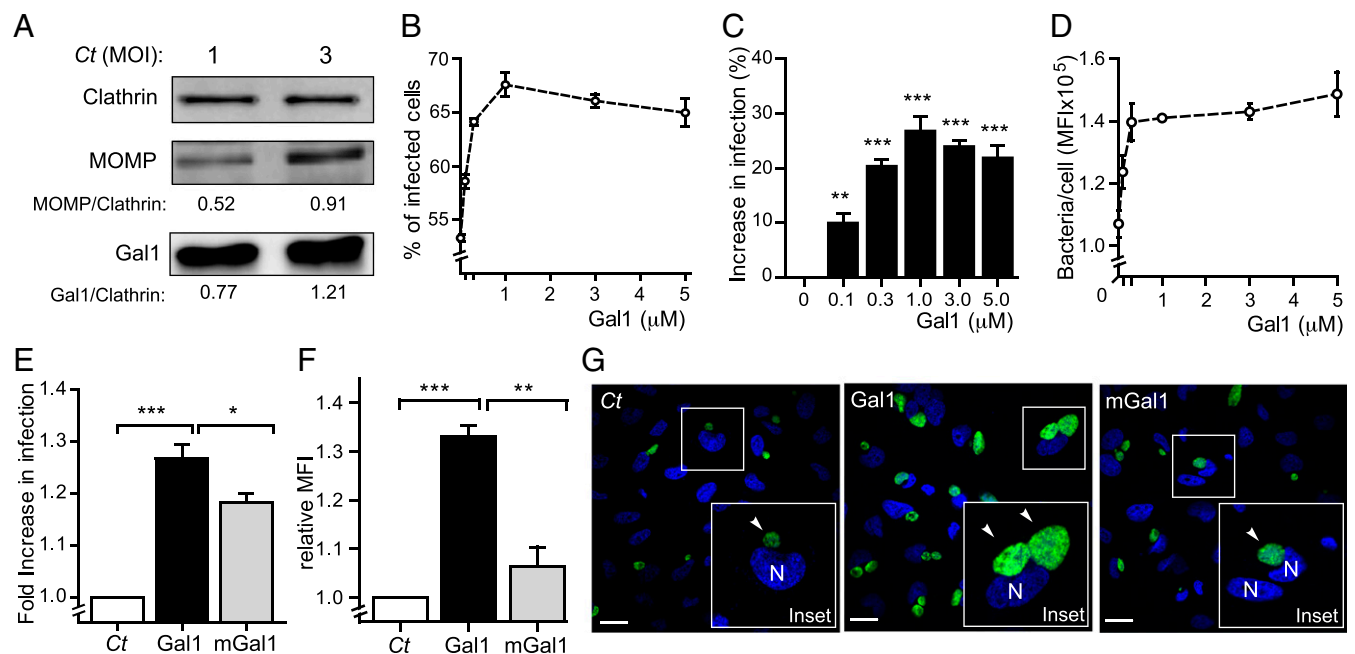 A
Ct (MOI): 1 3
Clathrin
MOMP
MOMP/Clathrin: 0.52 0.91
Gal1
Gal1/Clathrin: 0.77 1.21
B
% of infected cells
70
65
60
55
1 2 3 4 5
Gal1 (μM)
C
Increase in infection (%)
40
30
20
10
0
** *** *** *** ***
0 0.1 0.3 1.0 3.0 5.0
Gal1 (μM)
D
Bacteria/cell (MFIx10⁵)
1.6
1.4
1.2
1.0
0 1 2 3 4 5
Gal1 (μM)
E
Fold Increase in infection
1.4
1.3
1.2
1.1
1.0
*** *
Ct Gal1 mGal1
F
relative MFI
1.4
1.3
1.2
1.1
1.0
*** **
Ct Gal1 mGal1
G
Ct
N
Inset
Gal1
N
Inset
mGal1
N
N
Inset